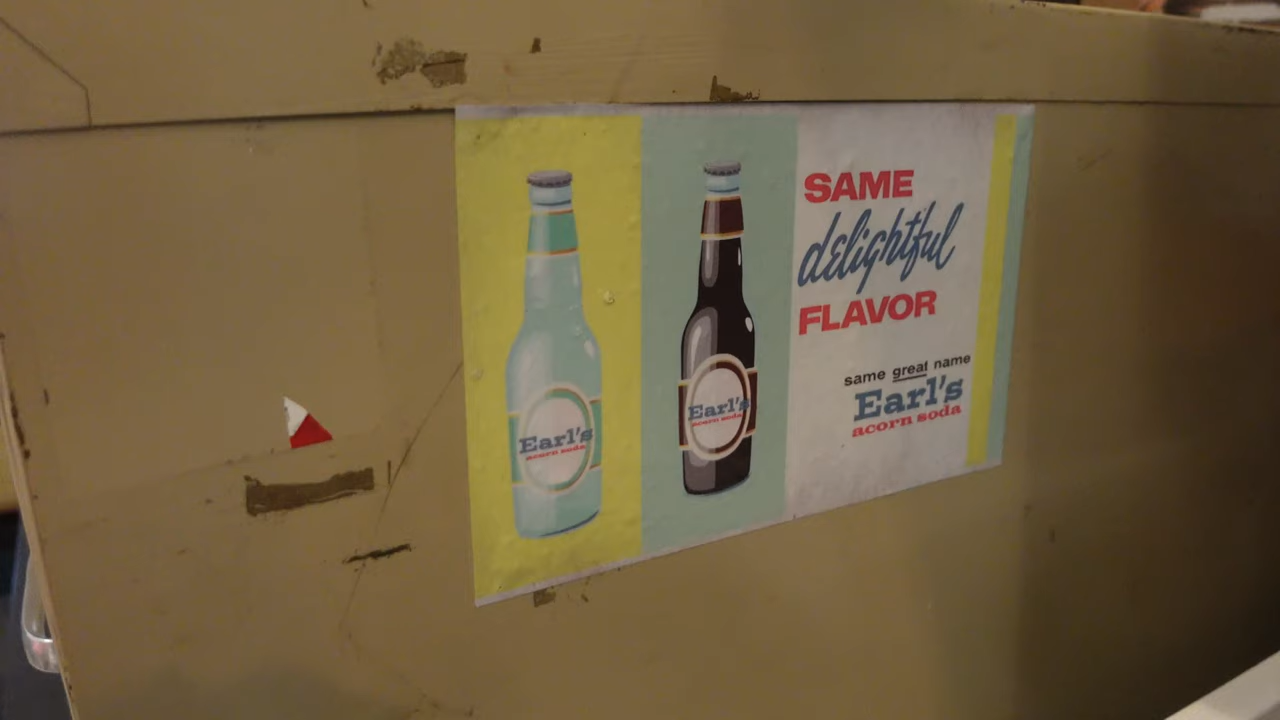 Earl's
acorn soda
Earl's
acorn soda
SAME
delightful
FLAVOR
same great name
Earl's
acorn soda